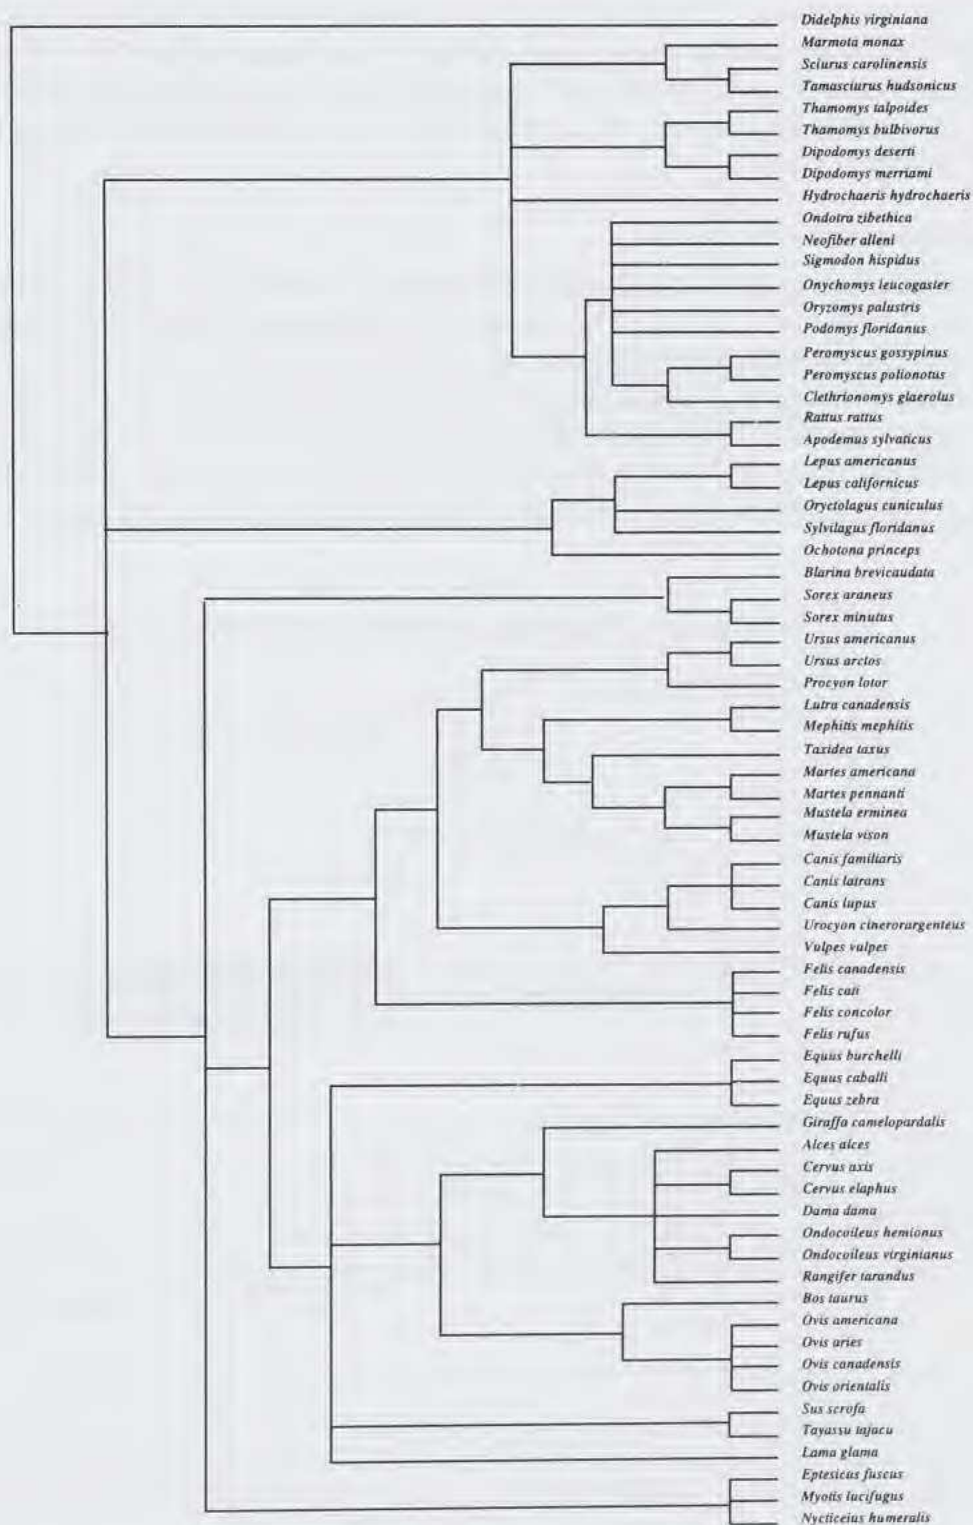 Didelphis virginiana
Marmota monax
Sciurus carolinensis
Tamasciurus hudsonicus
Thamomys talpoides
Thamomys bulbivorus
Dipodomys deserti
Dipodomys merriami
Hydrochaeris hydrochaeris
Ondotra zibethica
Neofiber alleni
Sigmodon hispidus
Onychomys leucogaster
Oryzomys palustris
Podomys floridanus
Peromyscus gossypinus
Peromyscus polionotus
Clethrionomys glaerolus
Rattus rattus
Apodemus sylvaticus
Lepus americanus
Lepus californicus
Oryctolagus cuniculus
Sylvilagus floridanus
Ochotona princeps
Blarina brevicaudata
Sorex araneus
Sorex minutus
Ursus americanus
Ursus arctos
Procyon lotor
Lutra canadensis
Mephitis mephitis
Taxidea taxus
Martes americana
Martes pennanti
Mustela erminea
Mustela vison
Canis familiaris
Canis latrans
Canis lupus
Urocyon cinerorargenteus
Vulpes vulpes
Felis canadensis
Felis cati
Felis concolor
Felis rufus
Equus burchelli
Equus caballi
Equus zebra
Giraffa camelopardalis
Alces alces
Cervus axis
Cervus elaphus
Dama dama
Ondocoileus hemionus
Ondocoileus virginianus
Rangifer tarandus
Bos taurus
Ovis americana
Ovis aries
Ovis canadensis
Ovis orientalis
Sus scrofa
Tayassu tajacu
Lama glama
Eptesicus fuscus
Myotis lucifugus
Nycticeius humeralis